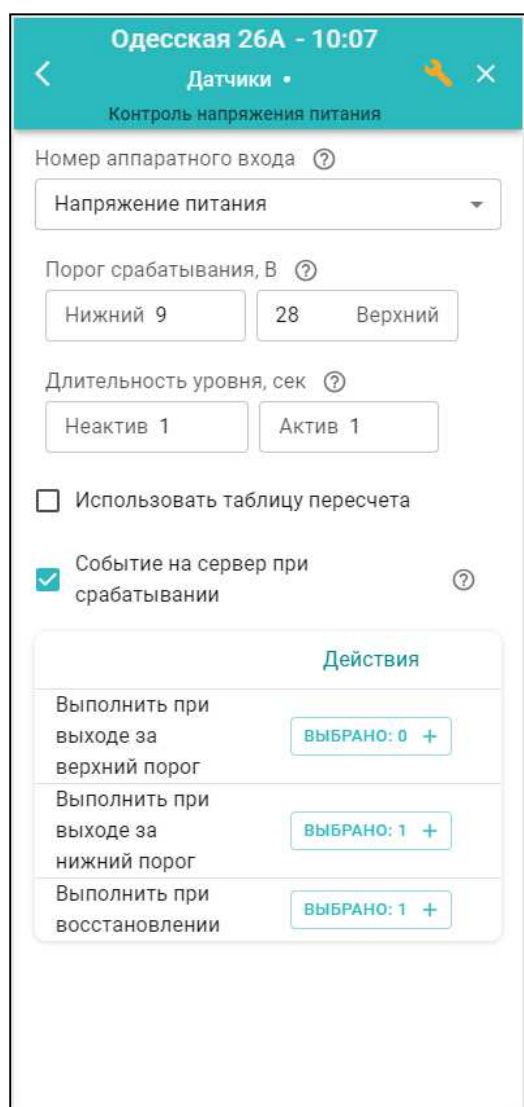 Одесская 26А - 10:07
Датчики •
Контроль напряжения питания
Номер аппаратного входа ?
Напряжение питания
Порог срабатывания, В ?
Нижний 9 28 Верхний
Длительность уровня, сек ?
Неактив 1 Актив 1
Использовать таблицу пересчета
Событие на сервер при
срабатывании ?
Действия
Выполнить при
выходе за
верхний порог
ВЫБРАНО: 0 +
Выполнить при
выходе за
нижний порог
ВЫБРАНО: 1 +
Выполнить при
восстановлении
ВЫБРАНО: 1 +